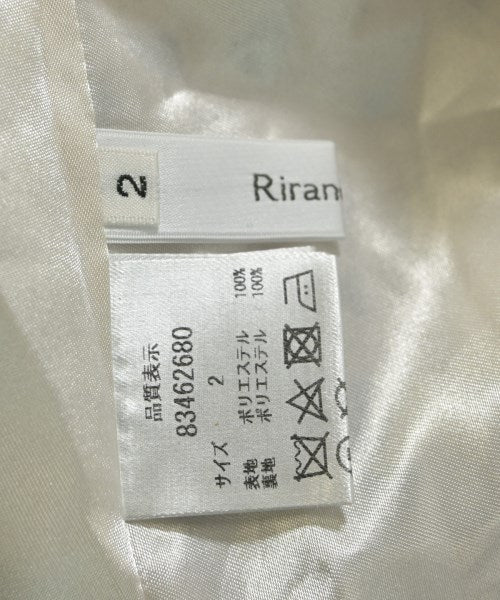 2
Riran
品質表示
83462680
サイズ 2
表地 ポリエステル 100%
裏地 ポリエステル 100%